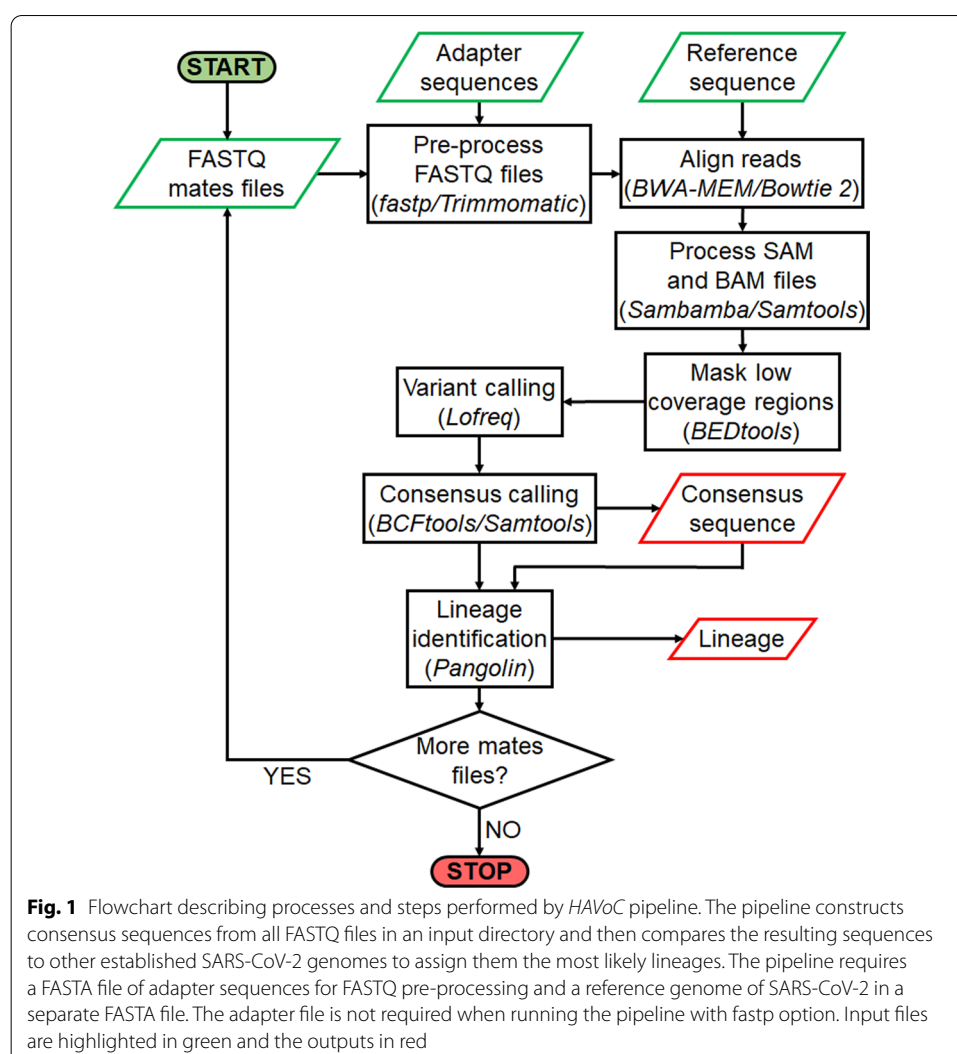 START
Adapter
sequences
Reference
sequence
FASTQ
mates files
Pre-process
FASTQ files
(fastp/Trimmomatic)
Align reads
(BWA-MEM/Bowtie 2)
Process SAM
and BAM files
(Sambamba/Samtools)
Mask low
coverage regions
(BEDtools)
Variant calling
(Lofreq)
Consensus calling
(BCFtools/Samtools)
Consensus
sequence
Lineage
identification
(Pangolin)
Lineage
More mates
files?
YES
NO
STOP
Fig. 1 Flowchart describing processes and steps performed by HAVoC pipeline. The pipeline constructs
consensus sequences from all FASTQ files in an input directory and then compares the resulting sequences
to other established SARS-CoV-2 genomes to assign them the most likely lineages. The pipeline requires
a FASTA file of adapter sequences for FASTQ pre-processing and a reference genome of SARS-CoV-2 in a
separate FASTA file. The adapter file is not required when running the pipeline with fastp option. Input files
are highlighted in green and the outputs in red